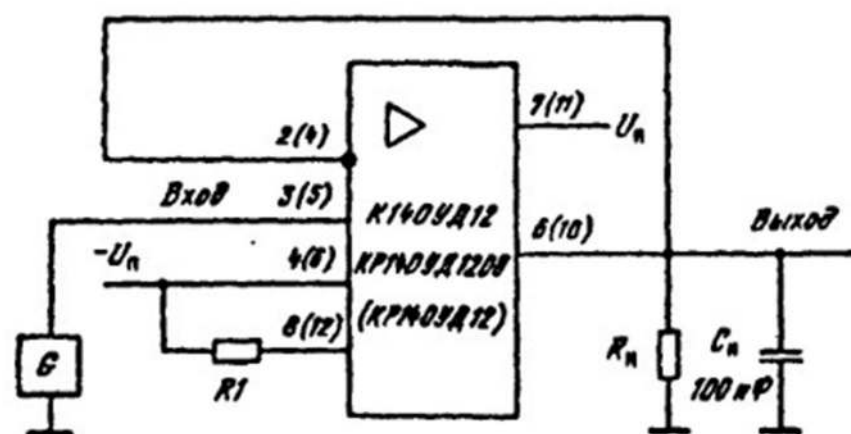 7(11)
Uп
2(4)
Вход
3(5)
К140УД12
6(10)
Выход
-Uп
4(6)
КР140УД1208
8(12)
(КР140УД12)
G
R1
Rн
Cн
100 пФ